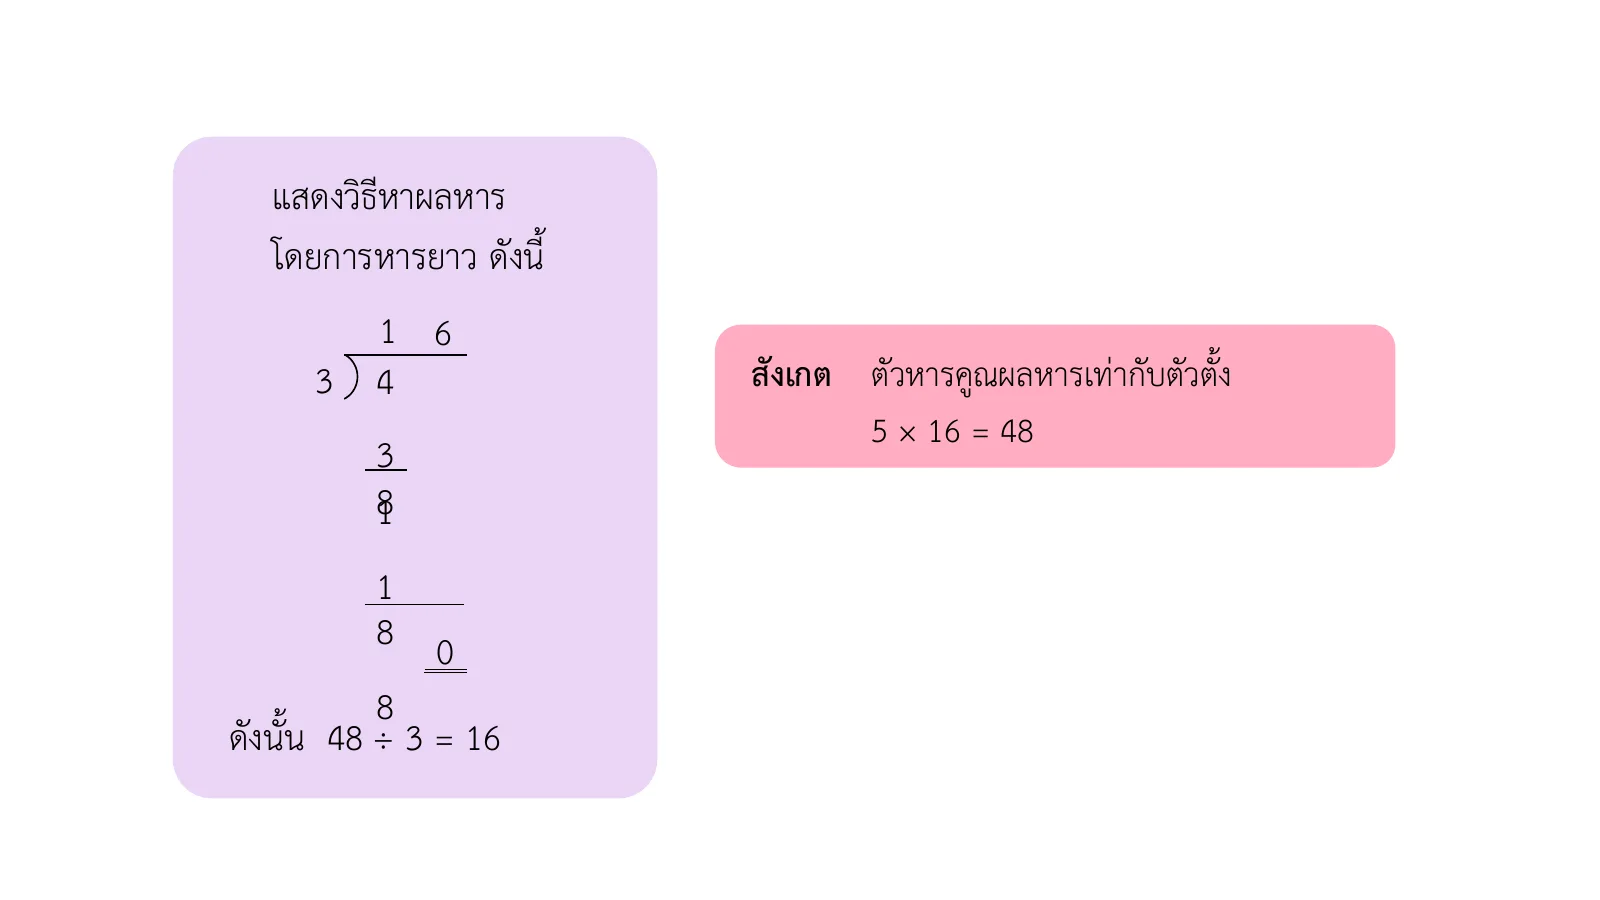 แสดงวิธีหาผลหาร
โดยการหารยาว ดังนี้
1 6
3 ) 4
3
8
1
1
8
0
8
ดังนั้น 48 ÷ 3 = 16
สังเกต ตัวหารคูณผลหารเท่ากับตัวตั้ง
5 × 16 = 48